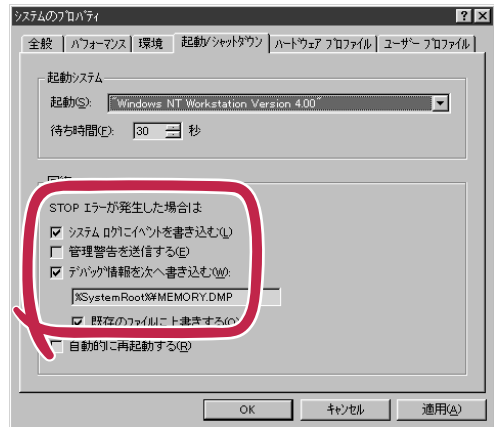 システムのプロパティ
全般 パフォーマンス 環境 起動/シャットダウン ハードウェア プロファイル ユーザー プロファイル
起動システム
起動(S): "Windows NT Workstation Version 4.00"
待ち時間(F): 30 秒
STOP エラーが発生した場合は
システム ログにイベントを書き込む(L)
管理警告を送信する(E)
デバッグ情報を次へ書き込む(W):
%SystemRoot%¥MEMORY.DMP
既存のファイルに上書きする(O)
自動的に再起動する(R)
OK キャンセル 適用(A)